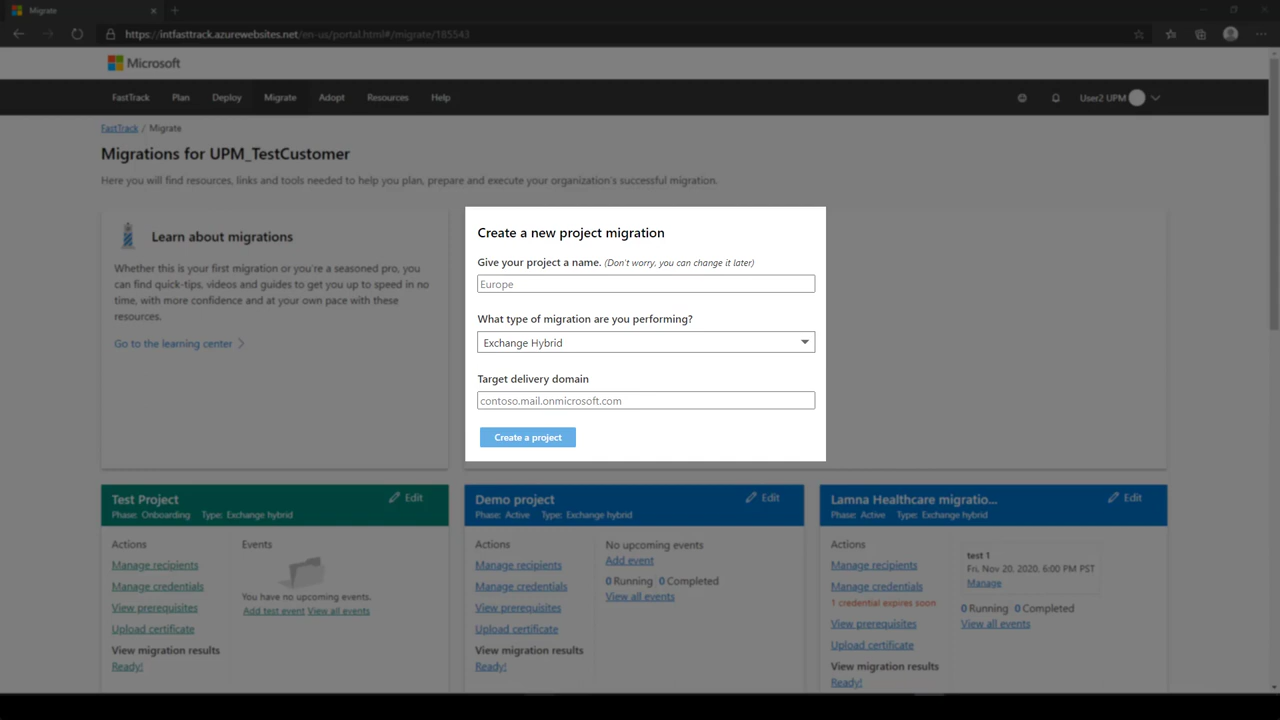 Migrate
https://intfasttrack.azurewebsites.net/en-us/portal.html#/migrate/185543
Microsoft
FastTrack Plan Deploy Migrate Adopt Resources Help User2 UPM
FastTrack / Migrate
Migrations for UPM_TestCustomer
Here you will find resources, links and tools needed to help you plan, prepare and execute your organization's successful migration.
Learn about migrations
Whether this is your first migration or you're a seasoned pro, you
can find quick-tips, videos and guides to get you up to speed in no
time, with more confidence and at your own pace with these
resources.
Go to the learning center
Create a new project migration
Give your project a name. (Don't worry, you can change it later)
Europe
What type of migration are you performing?
Exchange Hybrid
Target delivery domain
contoso.mail.onmicrosoft.com
Create a project
Test Project Edit
Phase: Onboarding Type: Exchange hybrid
Actions
Manage recipients
Manage credentials
View prerequisites
Upload certificate
View migration results
Ready!
Events
You have no upcoming events.
Add test event View all events
Demo project Edit
Phase: Active Type: Exchange hybrid
Actions
Manage recipients
Manage credentials
View prerequisites
Upload certificate
View migration results
Ready!
No upcoming events
Add event
0 Running 0 Completed
View all events
Lamna Healthcare migratio... Edit
Phase: Active Type: Exchange hybrid
Actions
Manage recipients
Manage credentials
1 credential expires soon
View prerequisites
Upload certificate
View migration results
Ready!
test 1
Fri. Nov 20. 2020. 6:00 PM PST
Manage
0 Running 0 Completed
View all events